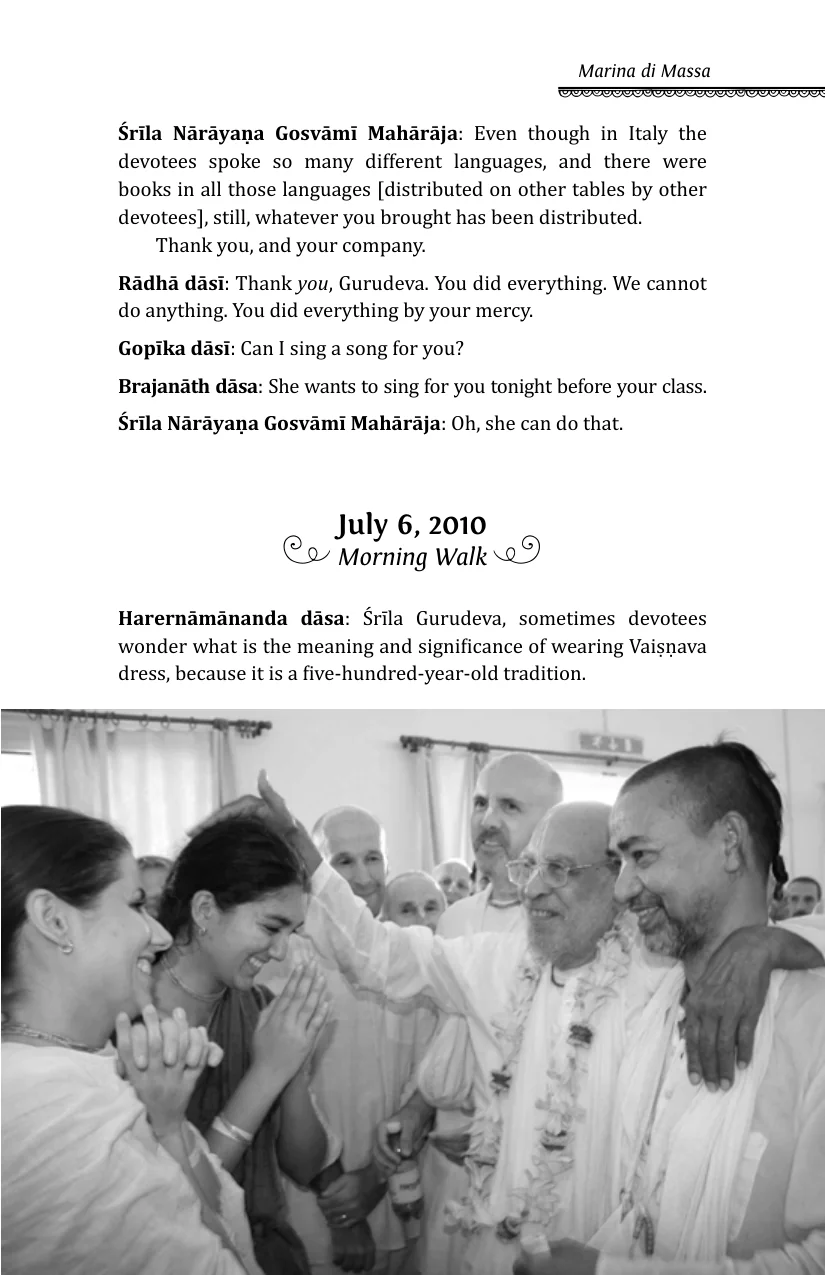 Marina di Massa
Śrīla Nārāyaṇa Gosvāmī Mahārāja: Even though in Italy the
devotees spoke so many different languages, and there were
books in all those languages [distributed on other tables by other
devotees], still, whatever you brought has been distributed.
Thank you, and your company.
Rādhā dāsī: Thank you, Gurudeva. You did everything. We cannot
do anything. You did everything by your mercy.
Gopīka dāsī: Can I sing a song for you?
Brajanāth dāsa: She wants to sing for you tonight before your class.
Śrīla Nārāyaṇa Gosvāmī Mahārāja: Oh, she can do that.
July 6, 2010
Morning Walk
Harernāmānanda dāsa: Śrīla Gurudeva, sometimes devotees
wonder what is the meaning and significance of wearing Vaiṣṇava
dress, because it is a five-hundred-year-old tradition.